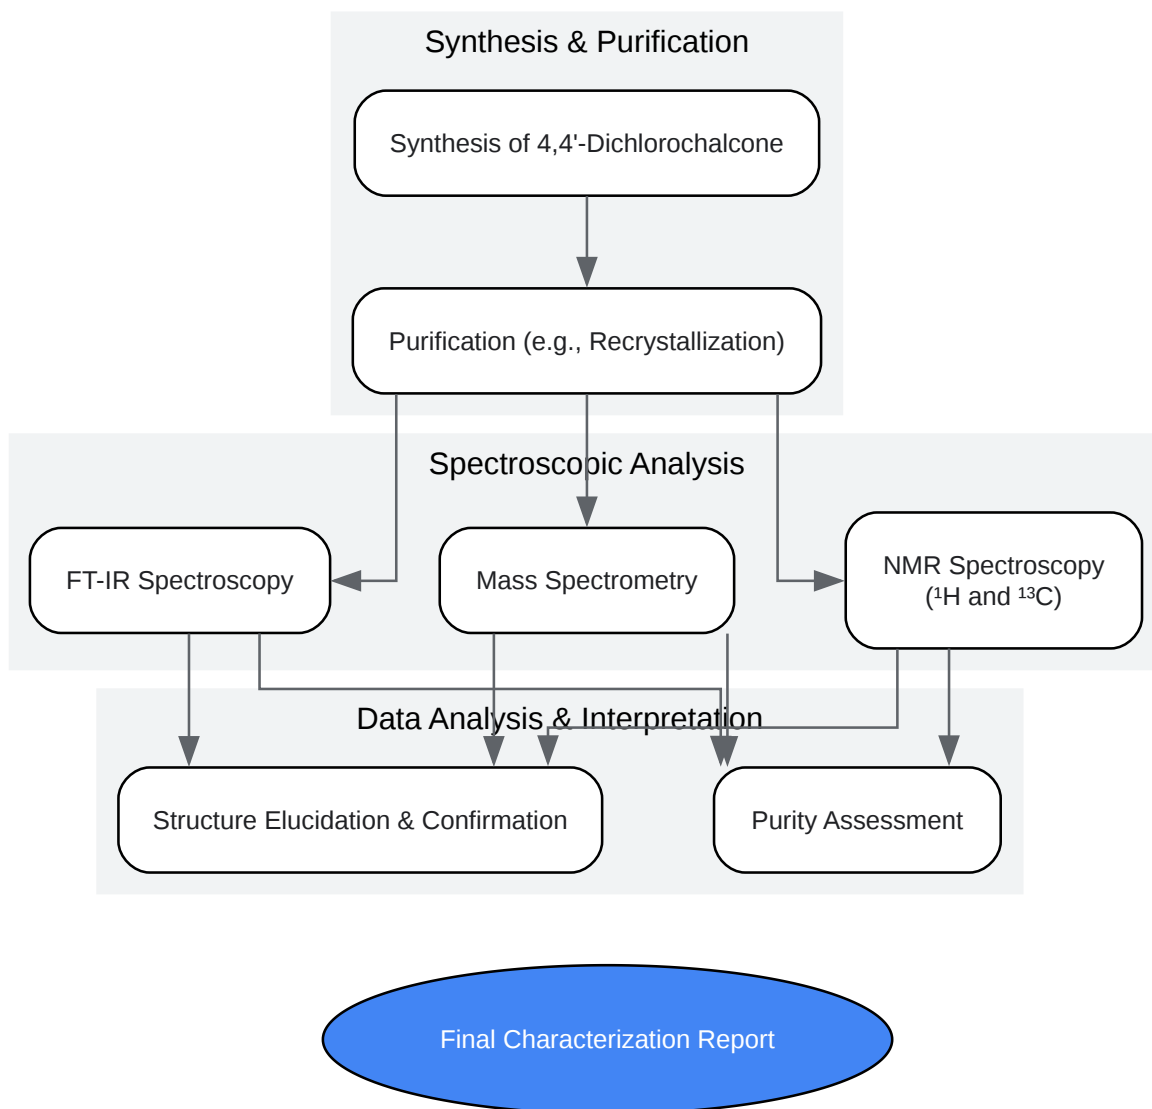 Synthesis & Purification
Synthesis of 4,4'-Dichlorochalcone
Purification (e.g., Recrystallization)
Spectroscopic Analysis
FT-IR Spectroscopy
Mass Spectrometry
NMR Spectroscopy
(¹H and ¹³C)
Data Analysis & Interpretation
Structure Elucidation & Confirmation
Purity Assessment
Final Characterization Report